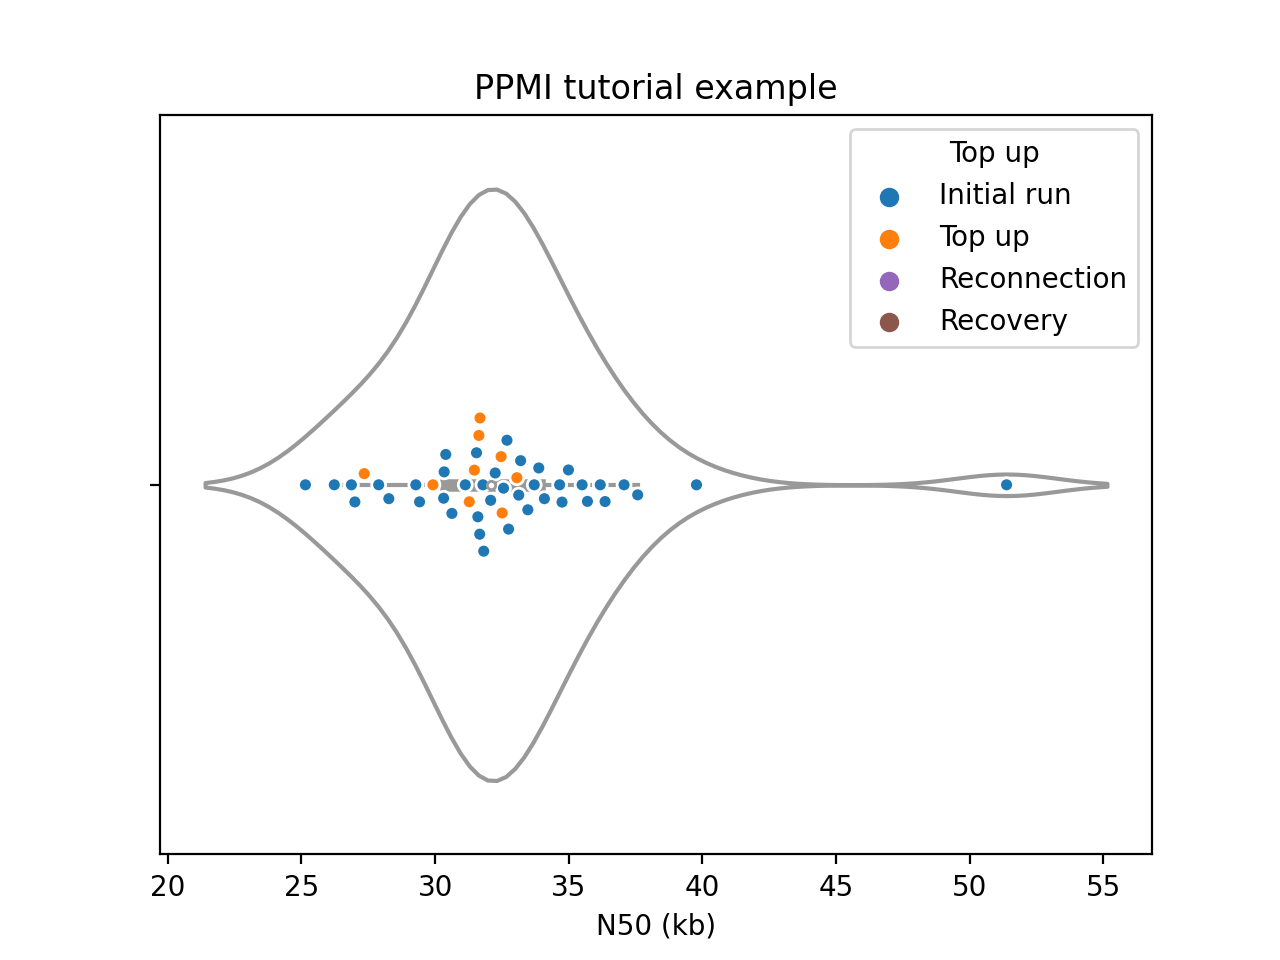 PPMI tutorial example
Top up
Initial run
Top up
Reconnection
Recovery
20 25 30 35 40 45 50 55
N50 (kb)